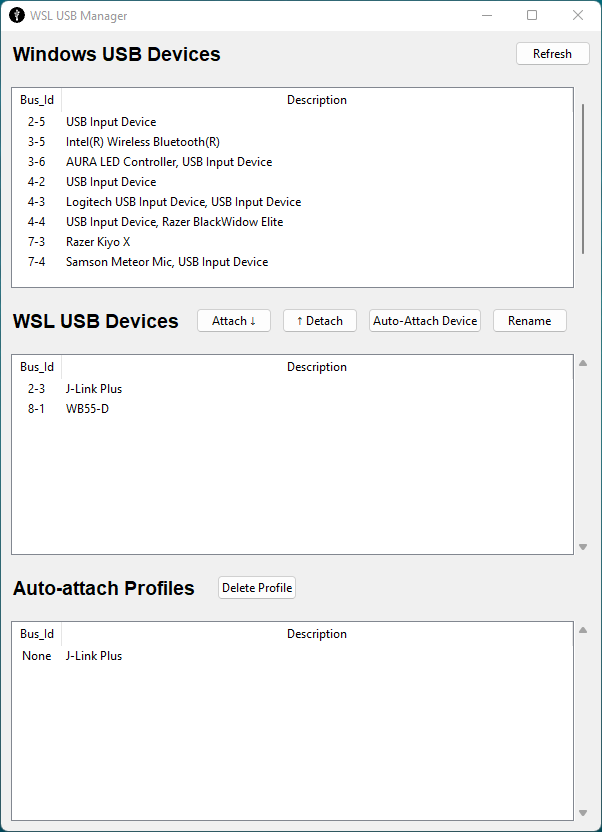 WSL USB Manager
Windows USB Devices Refresh
Bus_Id Description
2-5 USB Input Device
3-5 Intel(R) Wireless Bluetooth(R)
3-6 AURA LED Controller, USB Input Device
4-2 USB Input Device
4-3 Logitech USB Input Device, USB Input Device
4-4 USB Input Device, Razer BlackWidow Elite
7-3 Razer Kiyo X
7-4 Samson Meteor Mic, USB Input Device
WSL USB Devices Attach ↓ ↑ Detach Auto-Attach Device Rename
Bus_Id Description
2-3 J-Link Plus
8-1 WB55-D
Auto-attach Profiles Delete Profile
Bus_Id Description
None J-Link Plus